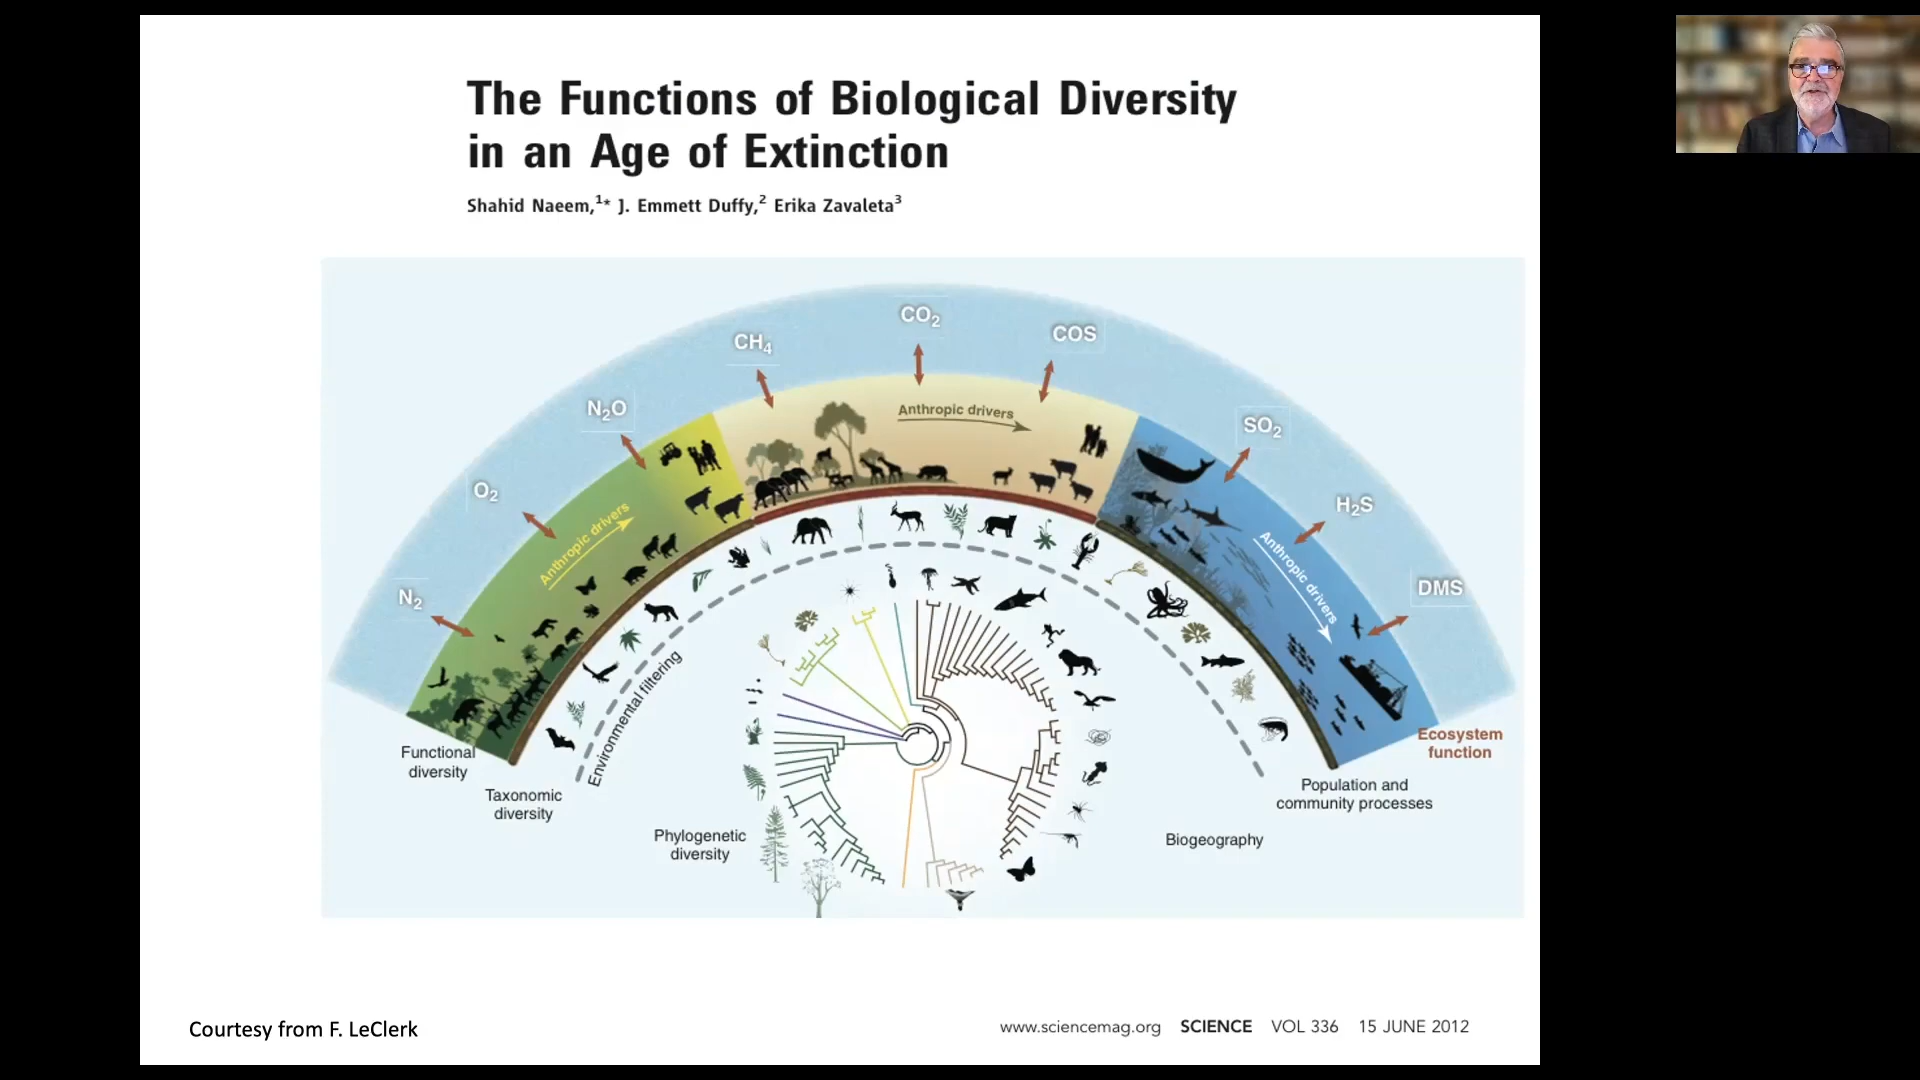 The Functions of Biological Diversity
in an Age of Extinction
Shahid Naeem,1* J. Emmett Duffy,2 Erika Zavaleta3
CO2
COS
CH4
N2O
SO2
O2
H2S
N2
DMS
Anthropic drivers
Anthropic drivers
Anthropic drivers
Environmental filtering
Functional
diversity
Taxonomic
diversity
Phylogenetic
diversity
Biogeography
Population and
community processes
Ecosystem
function
Courtesy from F. LeClerk
www.sciencemag.org SCIENCE VOL 336 15 JUNE 2012